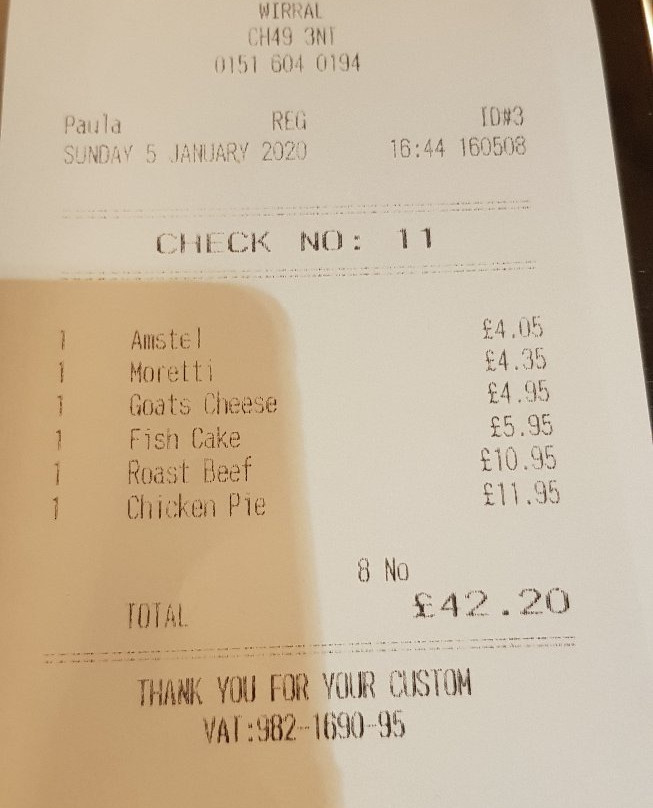 WIRRAL
CH49 3NT
0151 604 0194
Paula REG ID#3
SUNDAY 5 JANUARY 2020 16:44 160508
CHECK NO: 11
1 Amstel £4.05
1 Moretti £4.35
1 Goats Cheese £4.95
1 Fish Cake £5.95
1 Roast Beef £10.95
1 Chicken Pie £11.95
8 No
TOTAL £42.20
THANK YOU FOR YOUR CUSTOM
VAT:982-1690-95